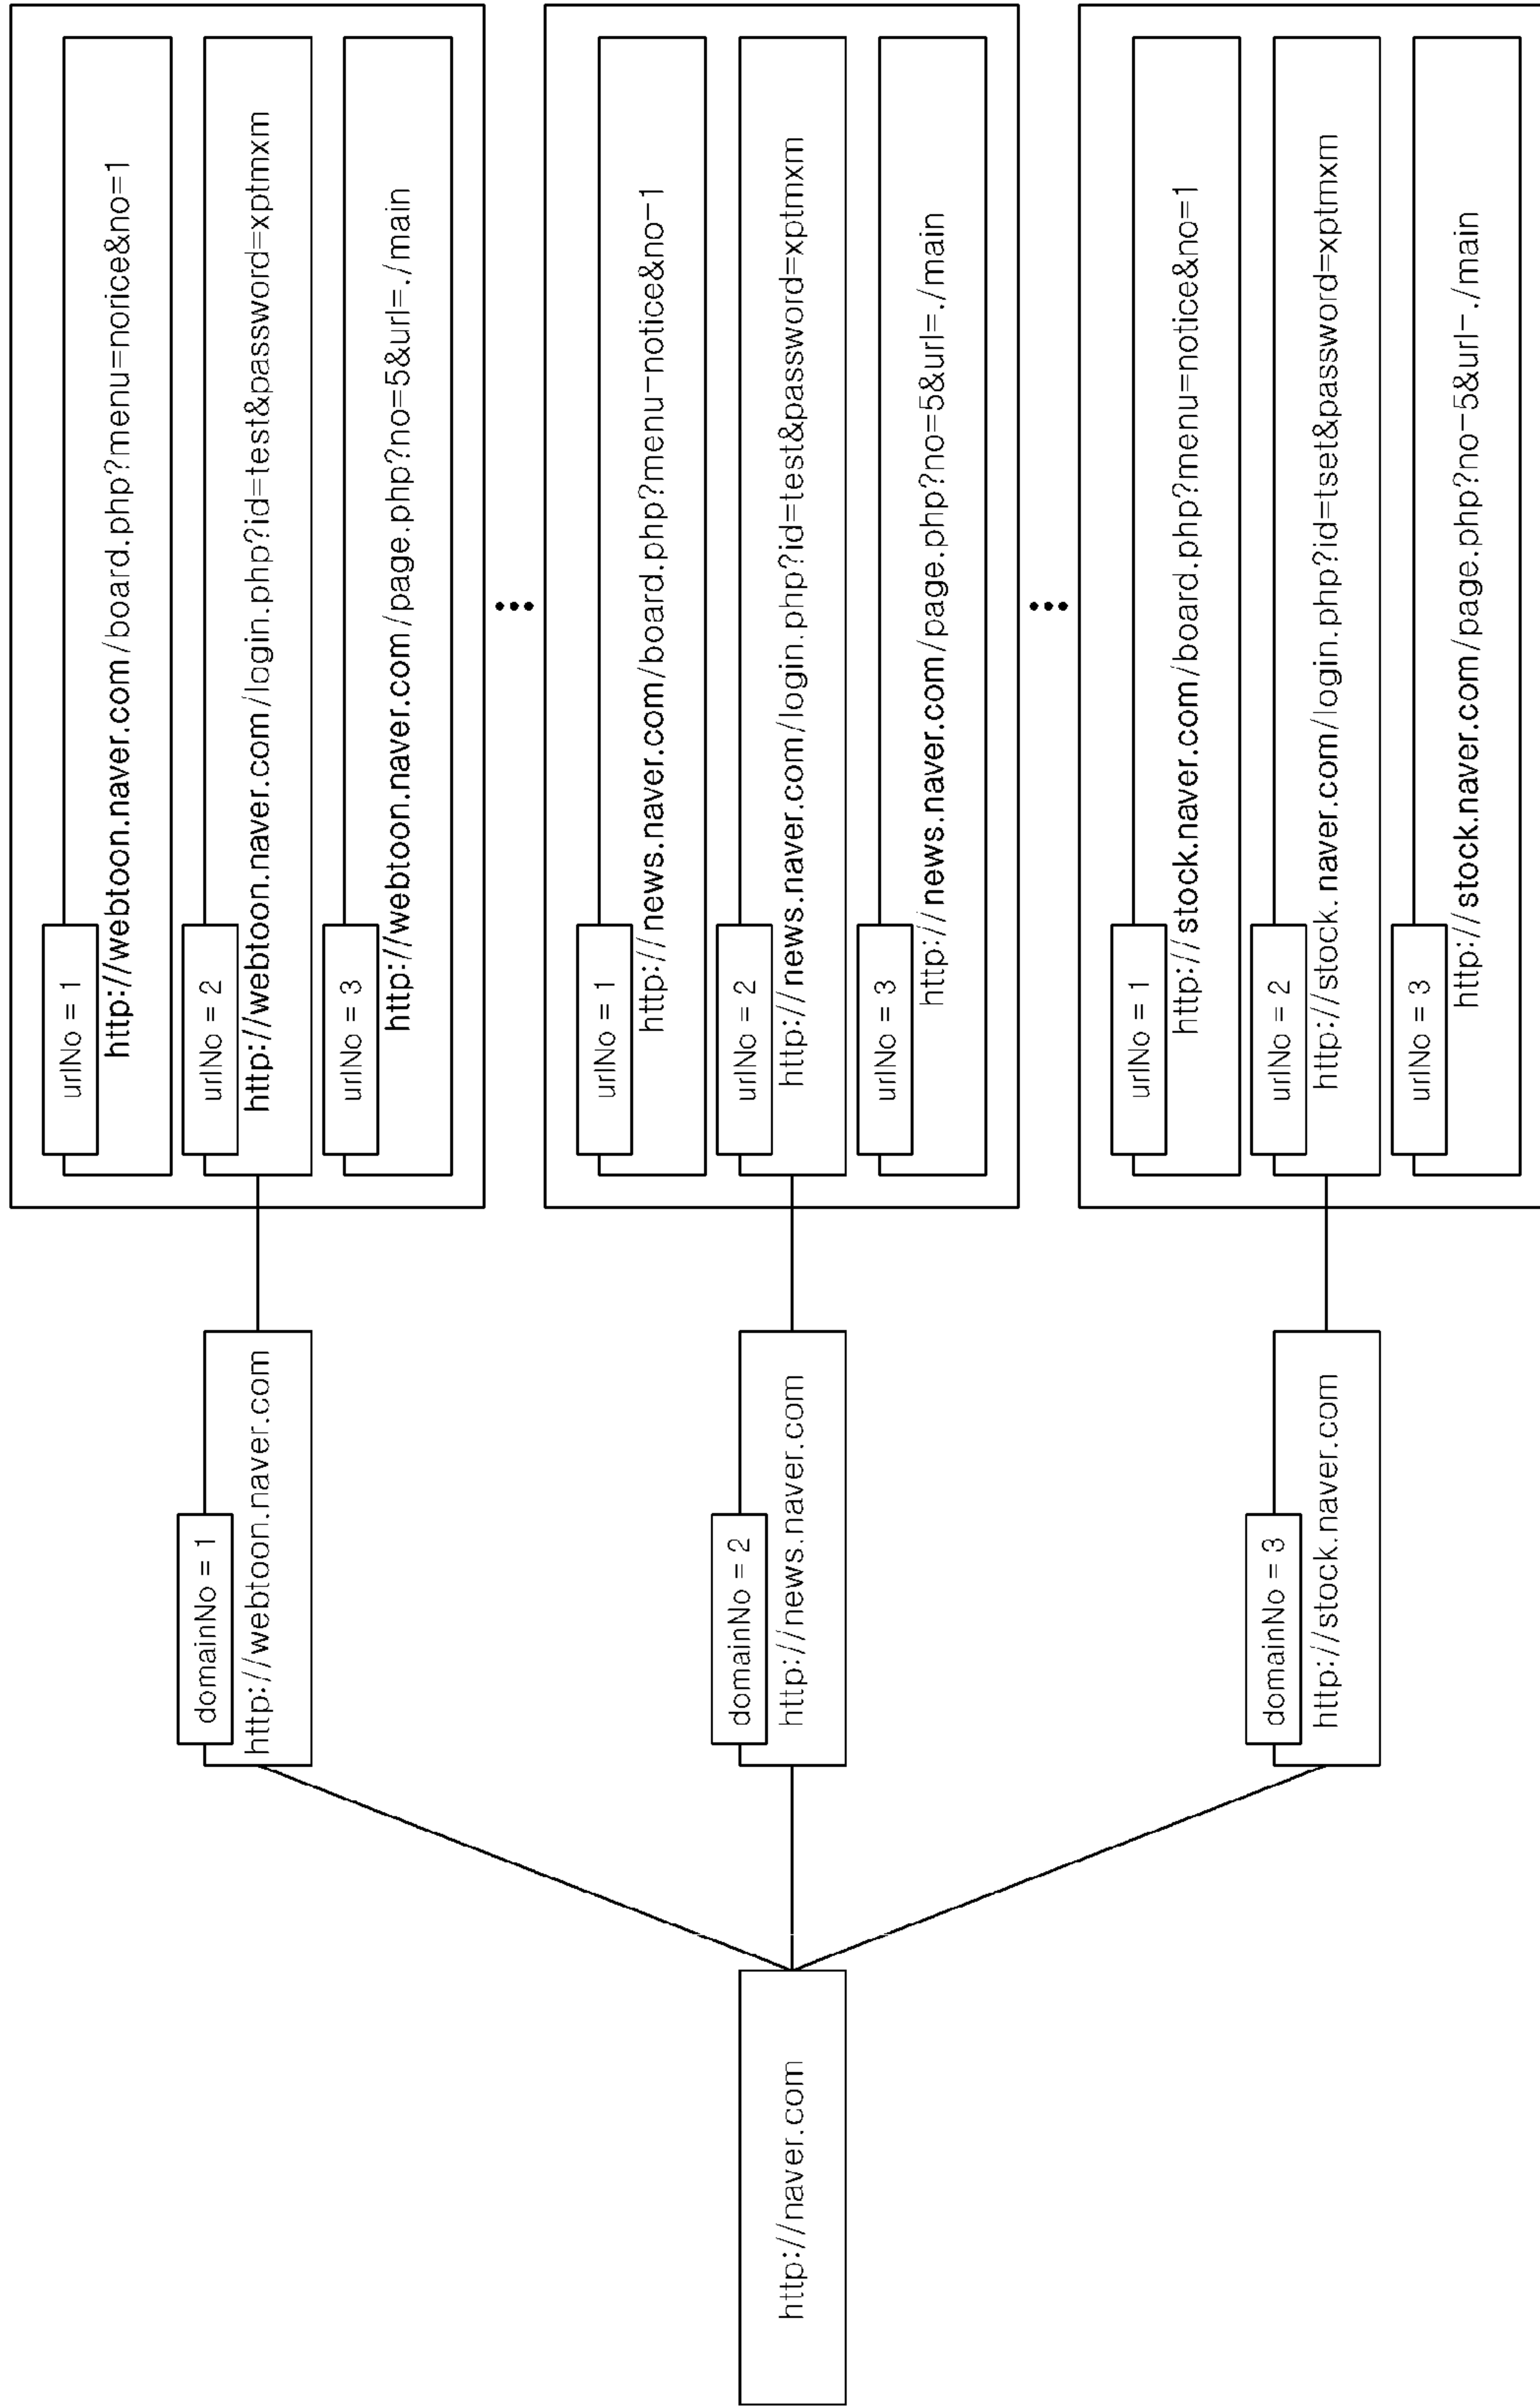 http://naver.com
domainNo = 1
http://webtoon.naver.com
domainNo = 2
http://news.naver.com
domainNo = 3
http://stock.naver.com
urlNo = 1
http://webtoon.naver.com/board.php?menu=norice&no=1
urlNo = 2
http://webtoon.naver.com/login.php?id=test&password=xptmxm
urlNo = 3
http://webtoon.naver.com/page.php?no=5&url=./main
urlNo = 1
http://news.naver.com/board.php?menu-notice&no-1
urlNo = 2
http://news.naver.com/login.php?id=test&password=xptmxm
urlNo = 3
http://news.naver.com/page.php?no=5&url=./main
urlNo = 1
http://stock.naver.com/board.php?menu=notice&no=1
urlNo = 2
http://stock.naver.com/login.php?id=tset&password=xptmxm
urlNo = 3
http://stock.naver.com/page.php?no-5&url-./main